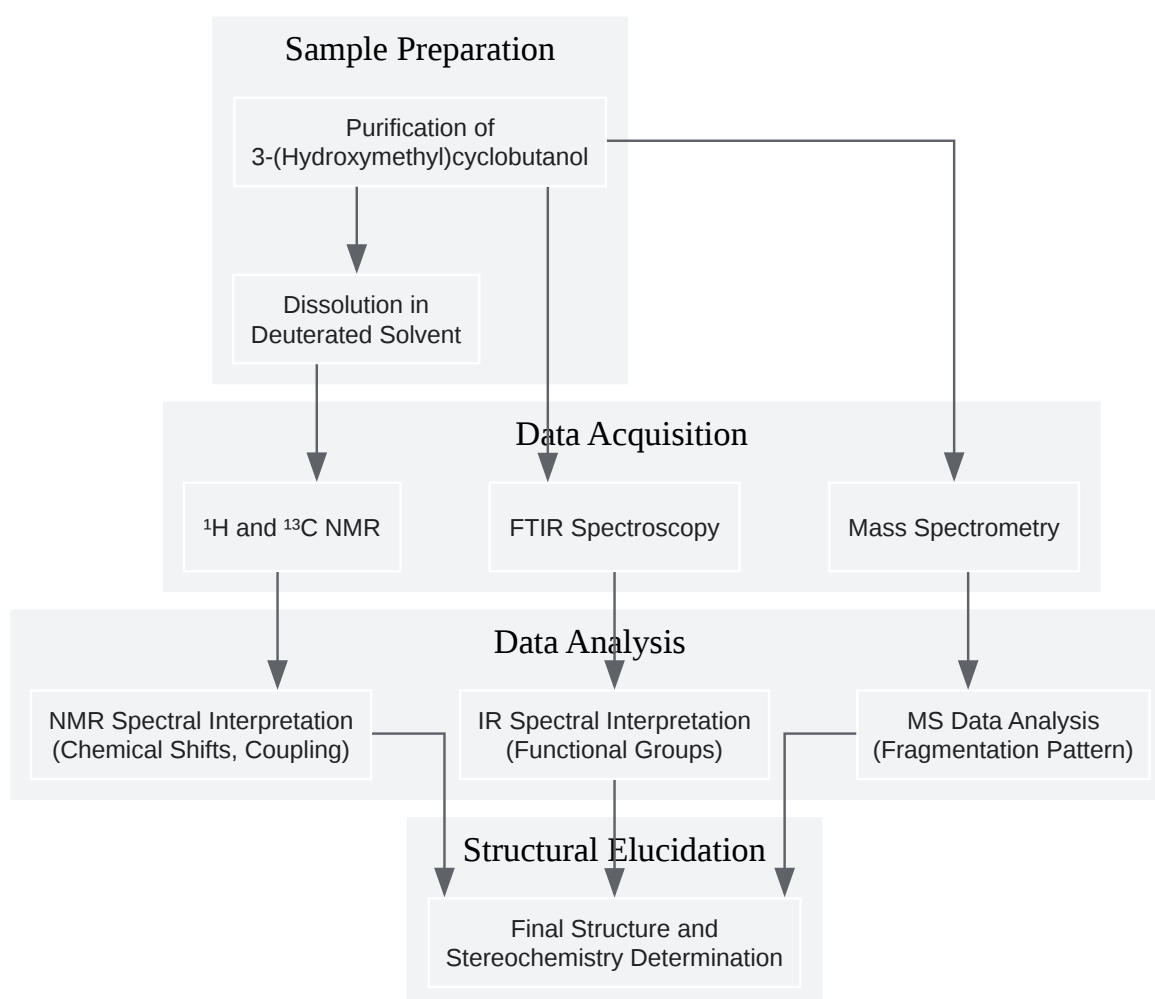 Sample Preparation
Purification of
3-(Hydroxymethyl)cyclobutanol
Dissolution in
Deuterated Solvent
Data Acquisition
¹H and ¹³C NMR
FTIR Spectroscopy
Mass Spectrometry
Data Analysis
NMR Spectral Interpretation
(Chemical Shifts, Coupling)
IR Spectral Interpretation
(Functional Groups)
MS Data Analysis
(Fragmentation Pattern)
Structural Elucidation
Final Structure and
Stereochemistry Determination